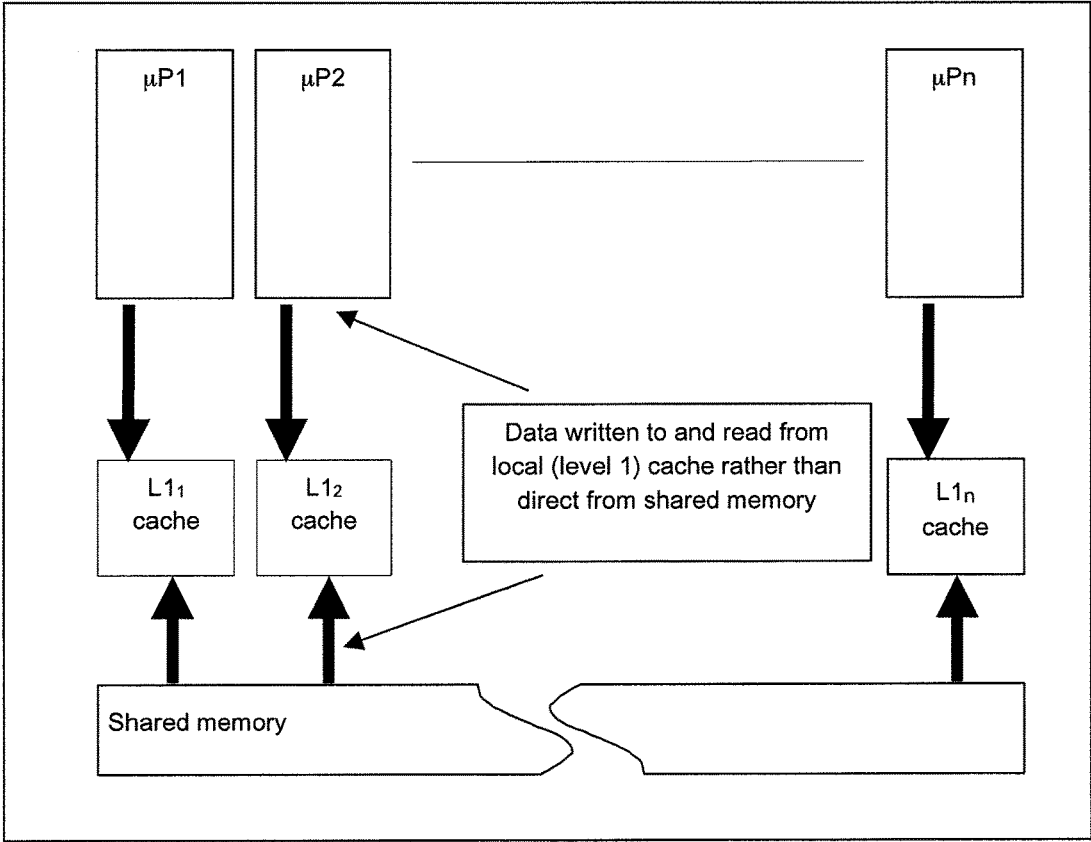 μP1
μP2
μPn
Data written to and read from
local (level 1) cache rather than
direct from shared memory
L1₁
cache
L1₂
cache
L1ₙ
cache
Shared memory